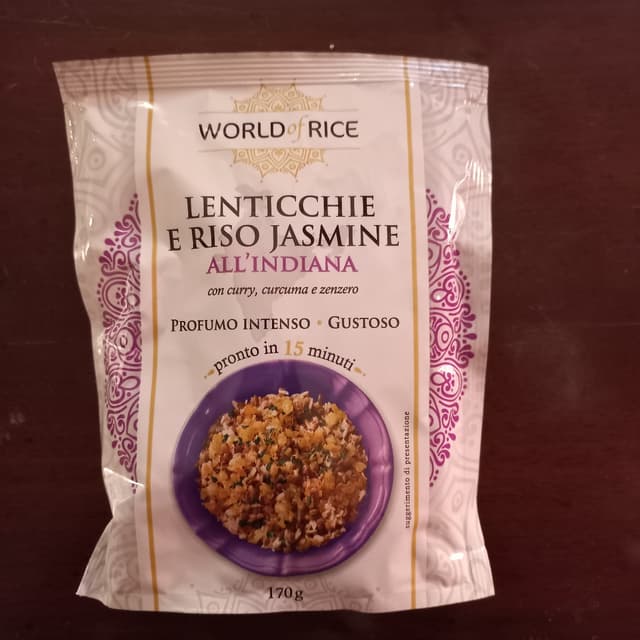 WORLD of RICE
LENTICCHIE
E RISO JASMINE
ALL'INDIANA
con curry, curcuma e zenzero
PROFUMO INTENSO • GUSTOSO
pronto in 15 minuti
suggerimento di presentazione
170 g